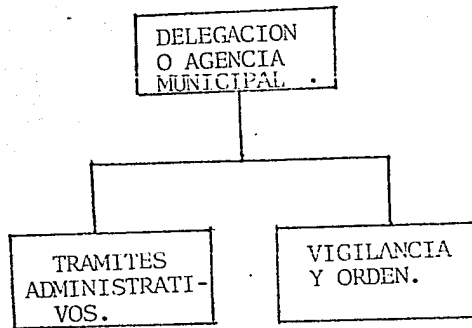 DELEGACION
O AGENCIA
MUNICIPAL .
TRAMITES
ADMINISTRATI-
VOS.
VIGILANCIA
Y ORDEN.